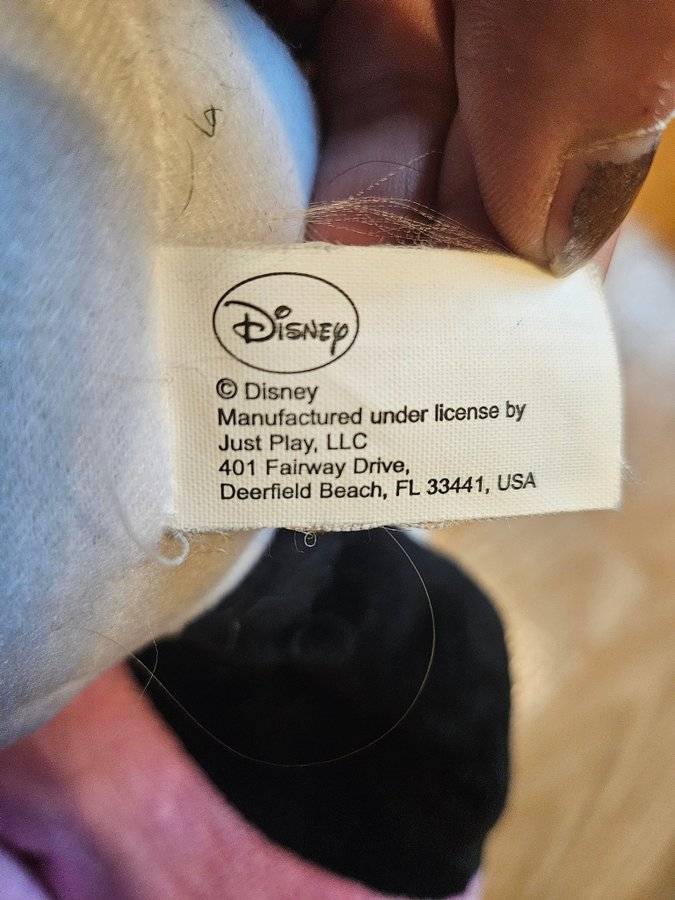 Disney
© Disney
Manufactured under license by
Just Play, LLC
401 Fairway Drive,
Deerfield Beach, FL 33441, USA